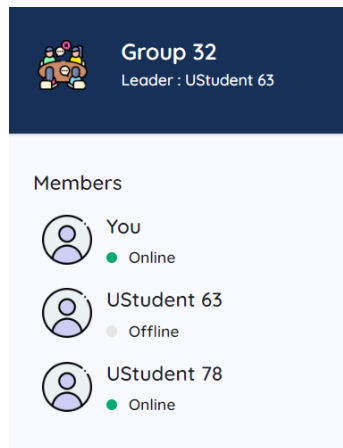 Group 32
Leader : UStudent 63
Members
You
Online
UStudent 63
Offline
UStudent 78
Online